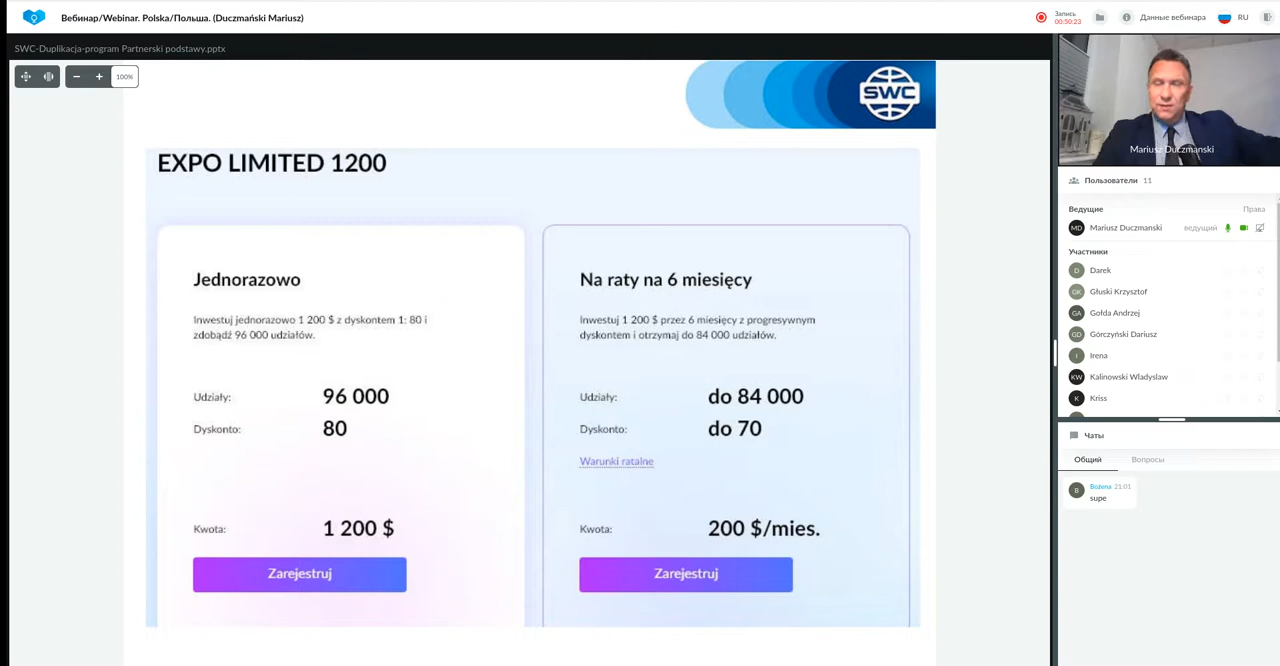 Вебинар/Webinar. Polska/Польша. (Duczmański Mariusz)
Запись
00:50:23
Данные вебинара
RU
SWC-Duplikacja-program Partnerski podstawy.pptx
100%
SWC
EXPO LIMITED 1200
Jednorazowo
Inwestuj jednorazowo 1 200 $ z dyskontem 1: 80 i
zdobądź 96 000 udziałów.
Udziały: 96 000
Dyskonto: 80
Kwota: 1 200 $
Zarejestruj
Na raty na 6 miesięcy
Inwestuj 1 200 $ przez 6 miesięcy z progresywnym
dyskontem i otrzymaj do 84 000 udziałów.
Udziały: do 84 000
Dyskonto: do 70
Warunki ratalne
Kwota: 200 $/mies.
Zarejestruj
Mariusz Duczmanski
Пользователи 11
Ведущие Права
MD Mariusz Duczmanski ведущий
Участники
D Darek
GK Głuski Krzysztof
GA Gołda Andrzej
GD Górczyński Dariusz
I Irena
KW Kalinowski Wladyslaw
K Kriss
Чаты
Общий Вопросы
B Bożena 21:01
supe